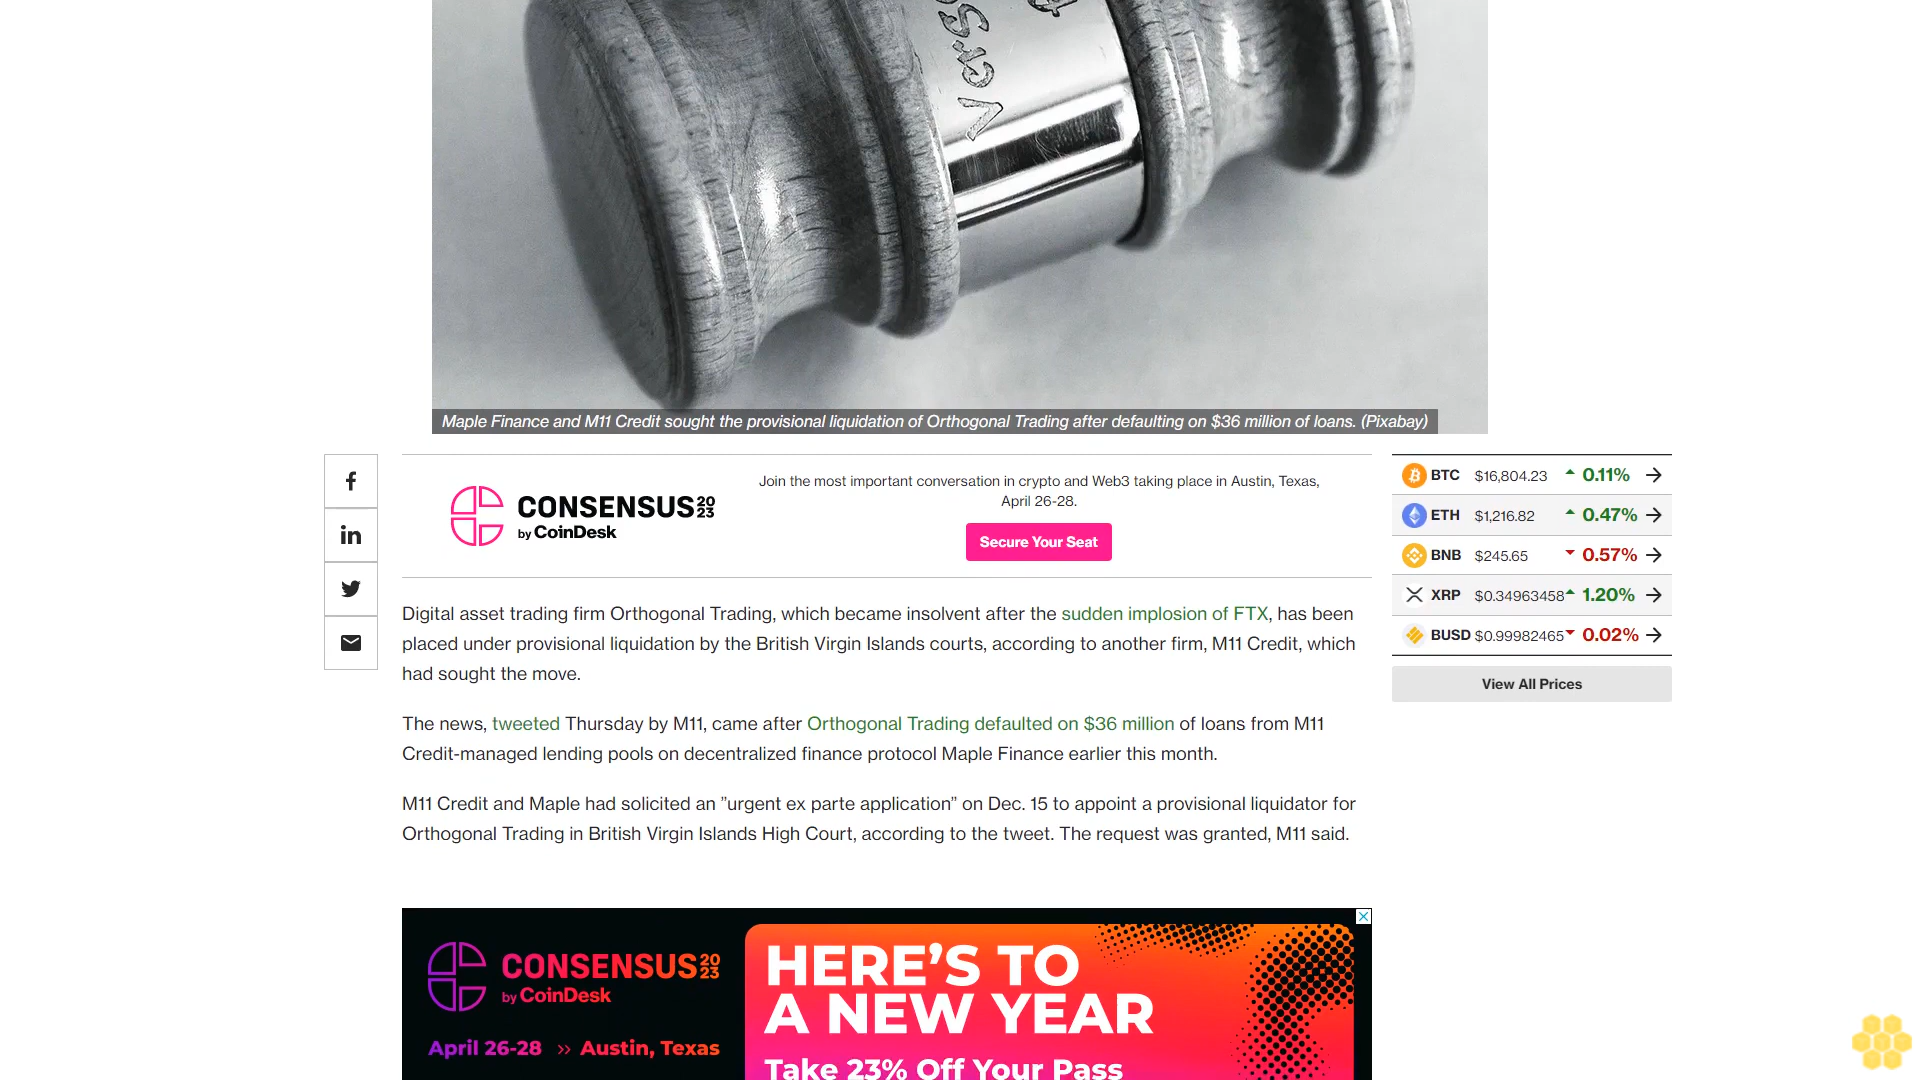 Maple Finance and M11 Credit sought the provisional liquidation of Orthogonal Trading after defaulting on $36 million of loans. (Pixabay)
CONSENSUS 2023
by CoinDesk
Join the most important conversation in crypto and Web3 taking place in Austin, Texas,
April 26-28.
Secure Your Seat
BTC $16,804.23 0.11%
ETH $1,216.82 0.47%
BNB $245.65 0.57%
XRP $0.34963458 1.20%
BUSD $0.99982465 0.02%
View All Prices
Digital asset trading firm Orthogonal Trading, which became insolvent after the sudden implosion of FTX, has been
placed under provisional liquidation by the British Virgin Islands courts, according to another firm, M11 Credit, which
had sought the move.
The news, tweeted Thursday by M11, came after Orthogonal Trading defaulted on $36 million of loans from M11
Credit-managed lending pools on decentralized finance protocol Maple Finance earlier this month.
M11 Credit and Maple had solicited an ”urgent ex parte application” on Dec. 15 to appoint a provisional liquidator for
Orthogonal Trading in British Virgin Islands High Court, according to the tweet. The request was granted, M11 said.
CONSENSUS 2023
by CoinDesk
April 26-28 >> Austin, Texas
HERE’S TO
A NEW YEAR
Take 23% Off Your Pass